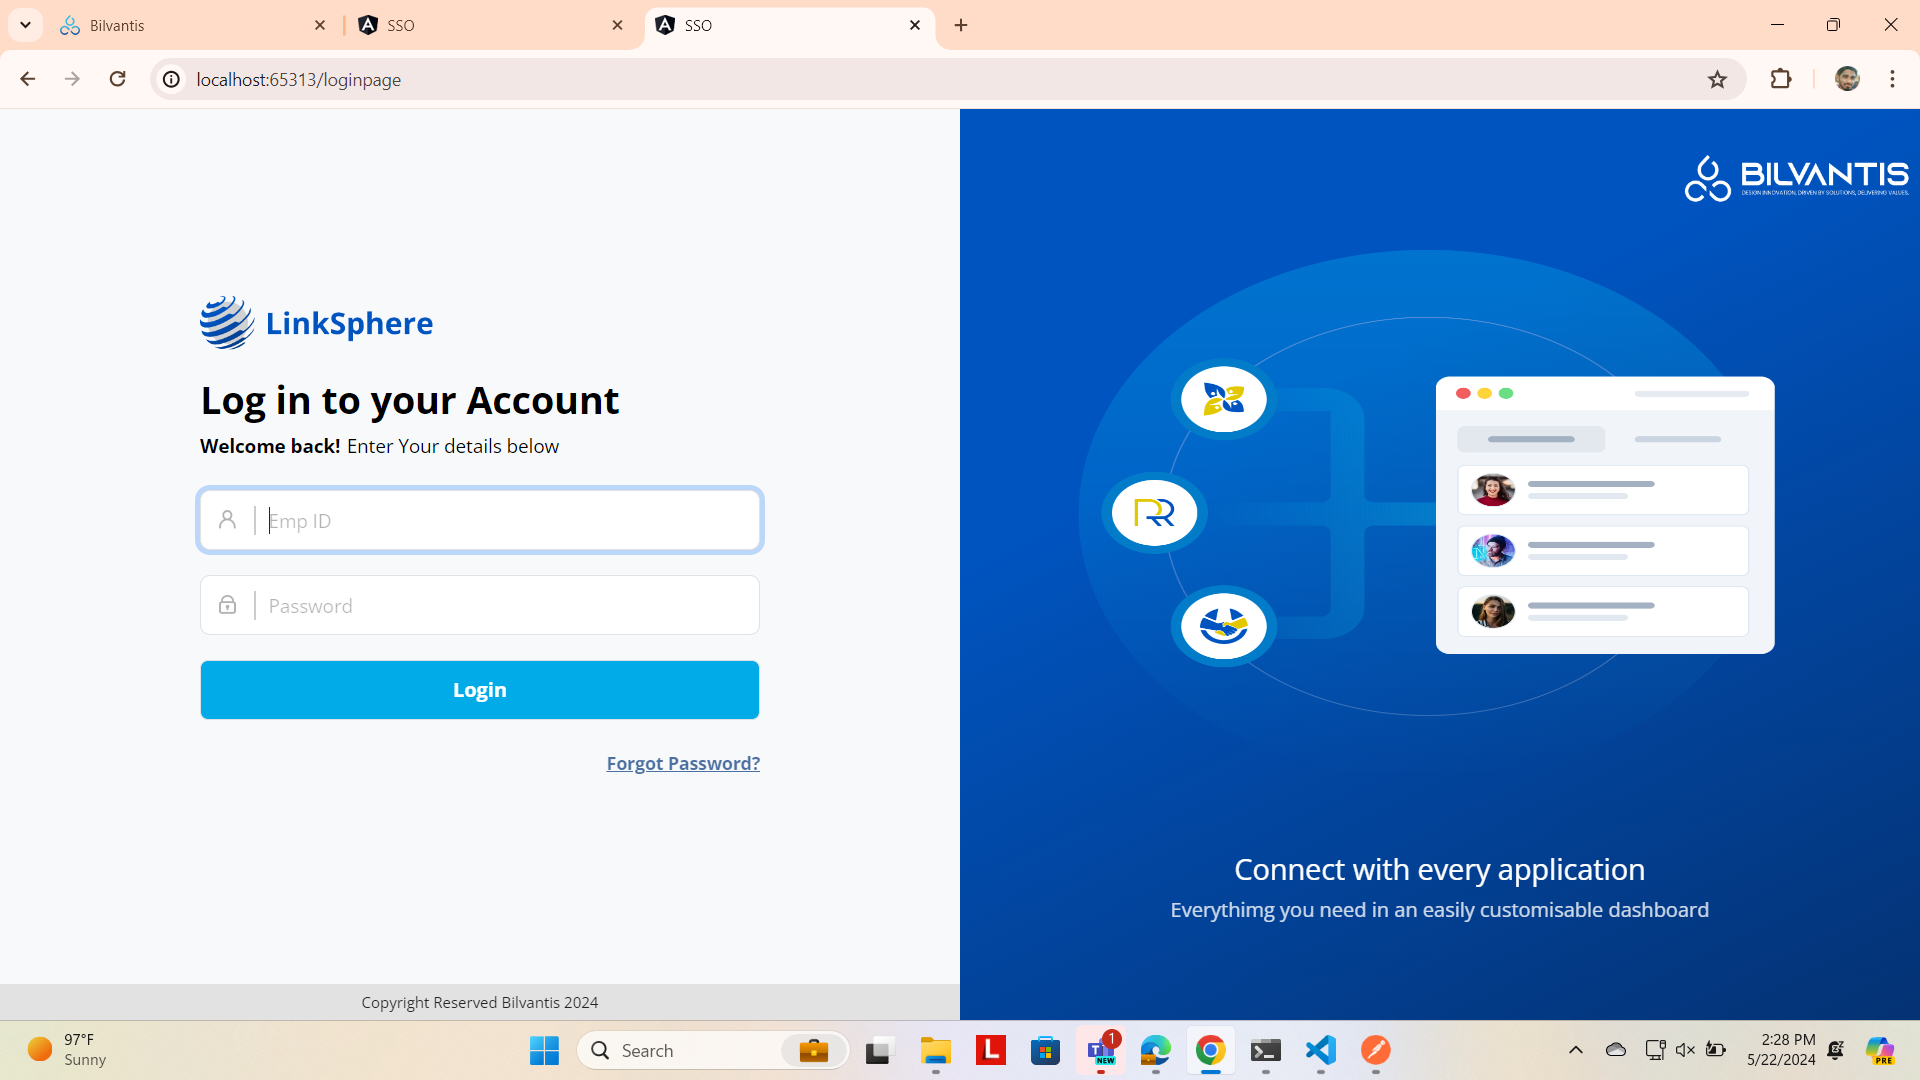 Bilvantis
SSO
SSO
localhost:65313/loginpage
LinkSphere
Log in to your Account
Welcome back! Enter Your details below
Emp ID
Password
Login
Forgot Password?
Copyright Reserved Bilvantis 2024
BILVANTIS
DESIGN INNOVATION, DRIVEN BY SOLUTIONS, DELIVERING VALUES.
Connect with every application
Everythimg you need in an easily customisable dashboard
97°F
Sunny
Search
L
1
T
NEW
2:28 PM
5/22/2024
PRE